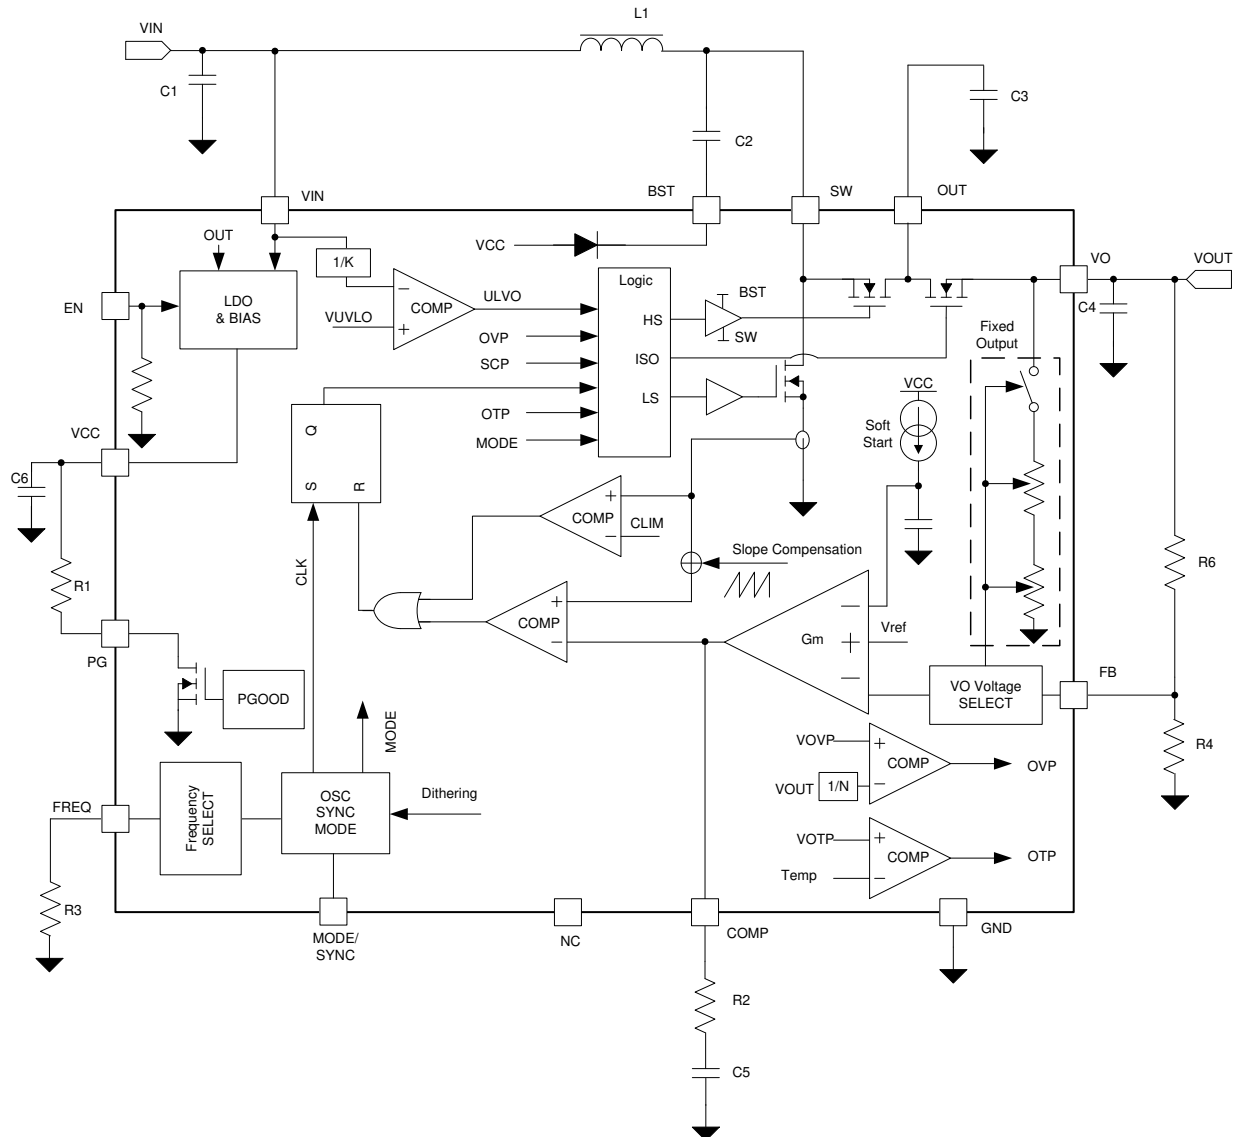 L1
VIN
C1
C2
C3
VIN
BST
SW
OUT
OUT
VCC
1/K
LDO
& BIAS
EN
COMP
ULVO
VUVLO
OVP
SCP
OTP
MODE
Logic
HS
ISO
LS
BST
SW
VO
VOUT
C4
Fixed
Output
VCC
Soft
Start
Q
S
R
VCC
C6
R1
COMP
CLIM
Slope Compensation
CLK
COMP
Gm
Vref
R6
PG
PGOOD
VO Voltage
SELECT
FB
R4
MODE
VOVP
COMP
OVP
VOUT
1/N
FREQ
Frequency
SELECT
OSC
SYNC
MODE
Dithering
VOTP
COMP
OTP
Temp
R3
MODE/
SYNC
NC
COMP
GND
R2
C5